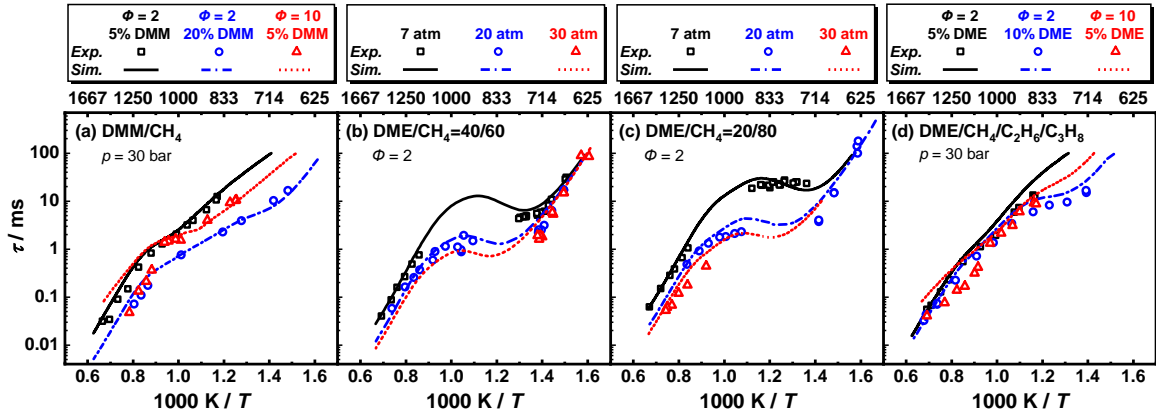 Φ = 2 Φ = 2 Φ = 10
5% DMM 20% DMM 5% DMM
Exp.
Sim.
7 atm 20 atm 30 atm
Exp.
Sim.
7 atm 20 atm 30 atm
Exp.
Sim.
Φ = 2 Φ = 2 Φ = 10
5% DME 10% DME 5% DME
Exp.
Sim.
1667 1250 1000 833 714 625
1667 1250 1000 833 714 625
1667 1250 1000 833 714 625
1667 1250 1000 833 714 625
(a) DMM/CH4
p = 30 bar
(b) DME/CH4=40/60
Φ = 2
(c) DME/CH4=20/80
Φ = 2
(d) DME/CH4/C2H6/C3H8
p = 30 bar
τ / ms
100
10
1
0.1
0.01
0.6 0.8 1.0 1.2 1.4 1.6
0.6 0.8 1.0 1.2 1.4 1.6
0.6 0.8 1.0 1.2 1.4 1.6
0.6 0.8 1.0 1.2 1.4 1.6
1000 K / T
1000 K / T
1000 K / T
1000 K / T